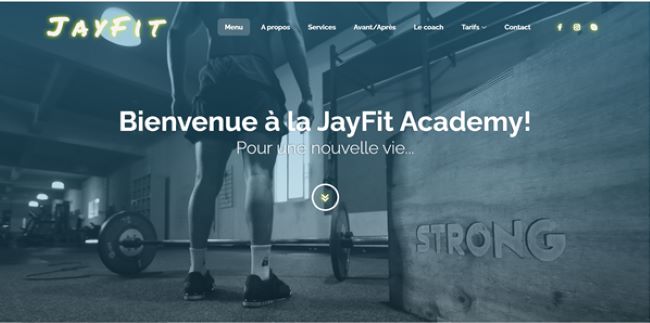 JayFit
Menu A propos Services Avant/Après Le coach Tarifs Contact
Bienvenue à la JayFit Academy!
Pour une nouvelle vie...
STRONG